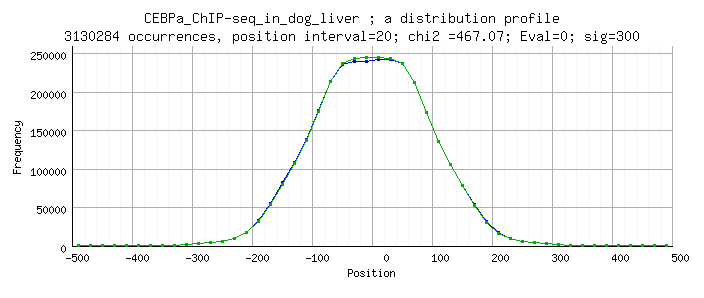 CEBPa_ChIP-seq_in_dog_liver ; a distribution profile
3130284 occurrences, position interval=20; chi2 =467.07; Eval=0; sig=300
250000
200000
150000
100000
50000
0
Frequency
-500 -400 -300 -200 -100 0 100 200 300 400 500
Position